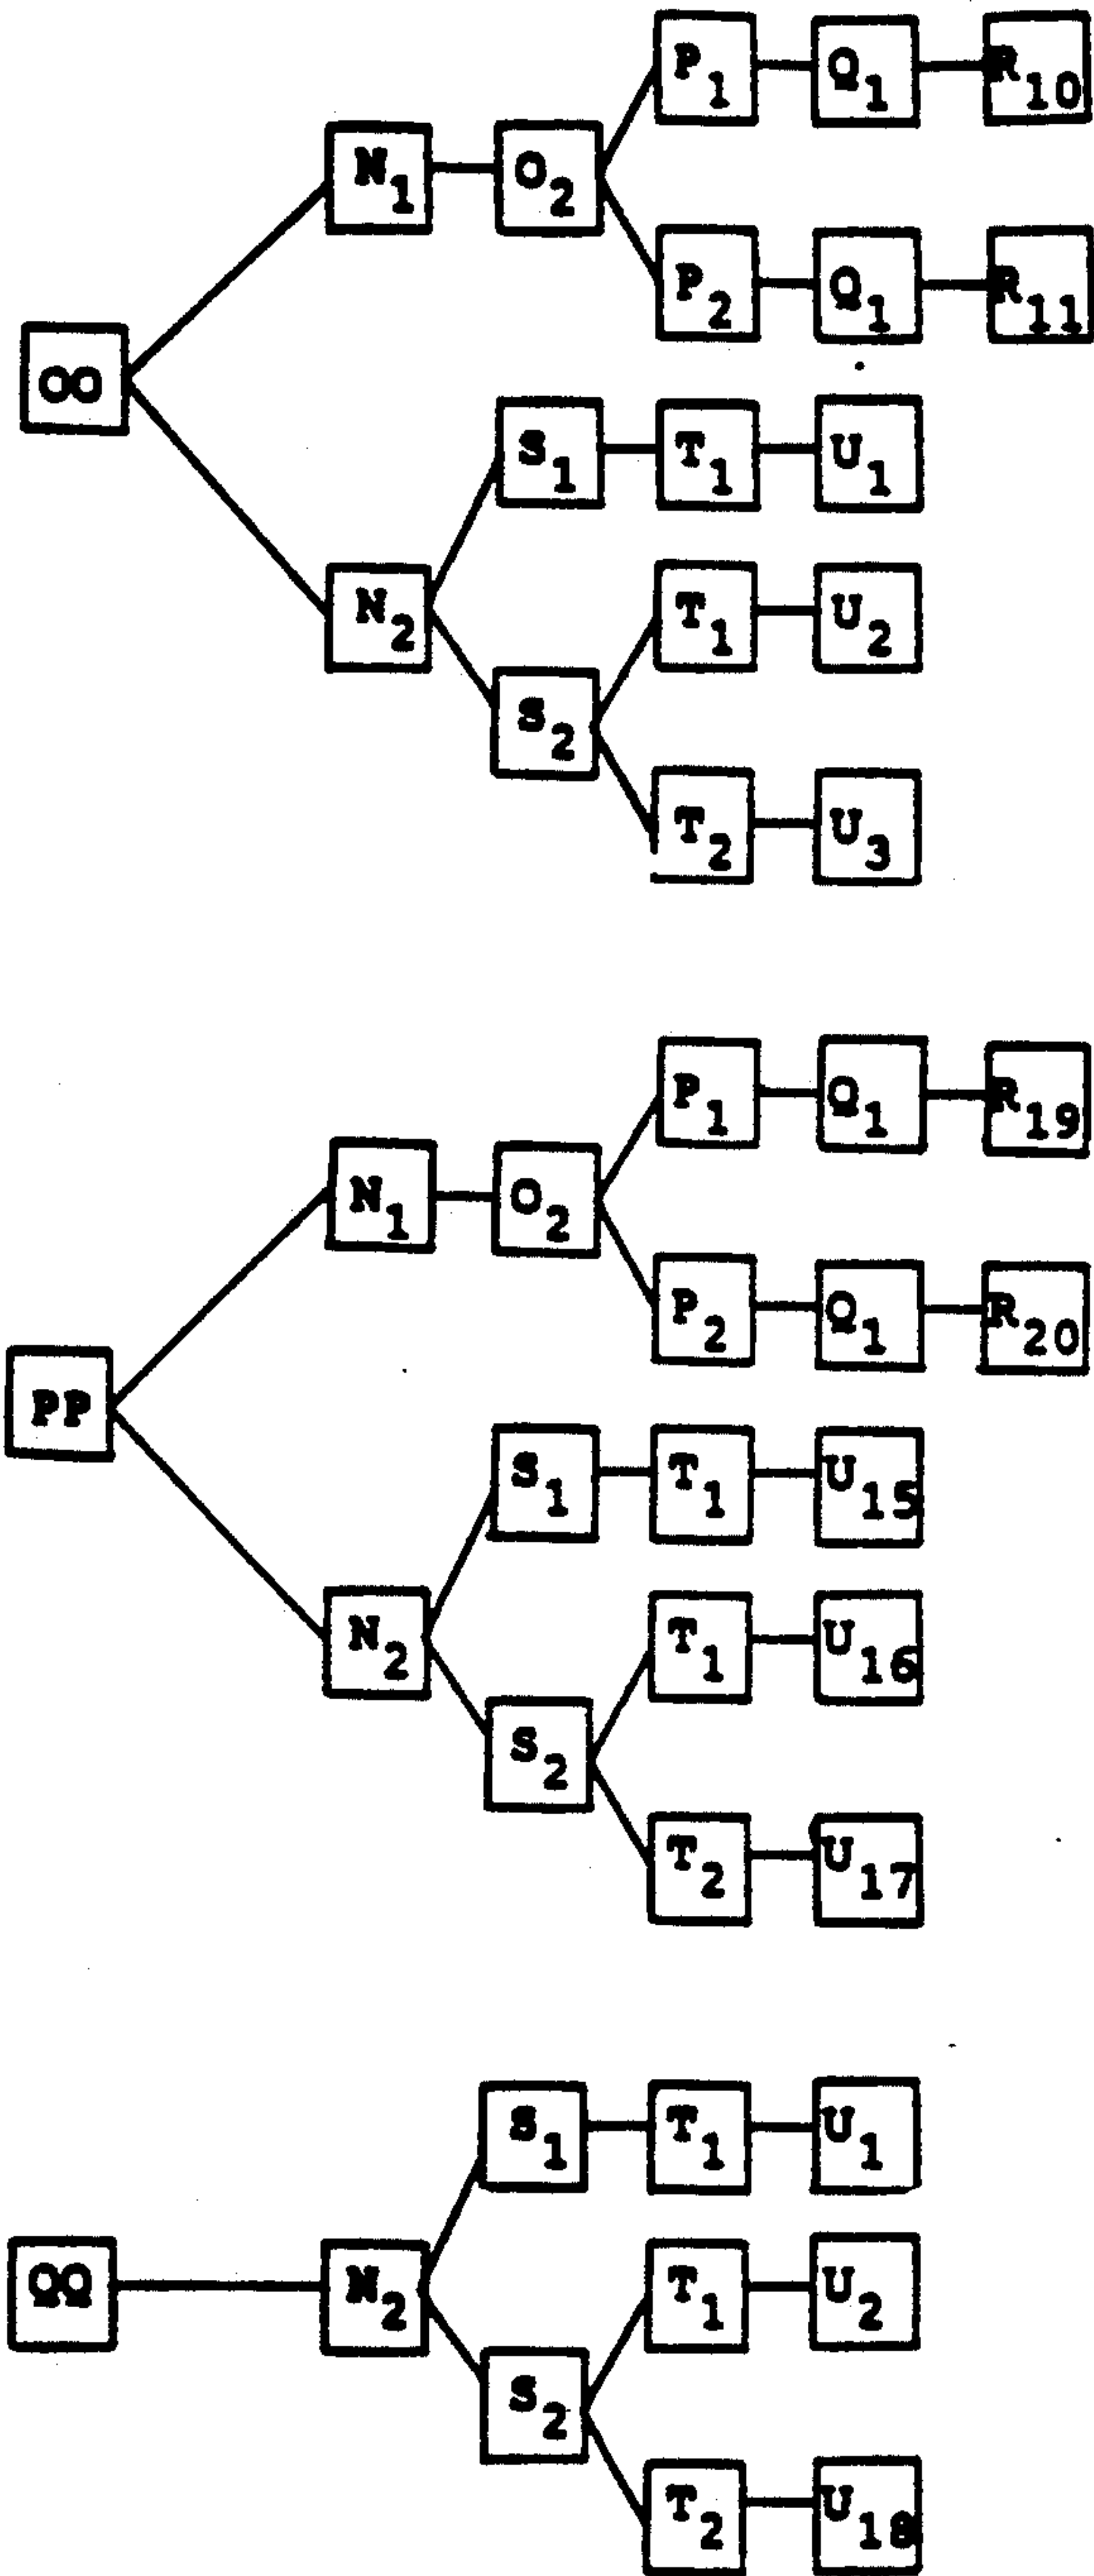 P1 Q1 R10
N1 O2
P2 Q1 R11
OO
S1 T1 U1
N2 T1 U2
S2
T2 U3
P1 Q1 R19
N1 O2
P2 Q1 R20
PP
S1 T1 U15
N2 T1 U16
S2
T2 U17
S1 T1 U1
QQ N2 T1 U2
S2
T2 U18